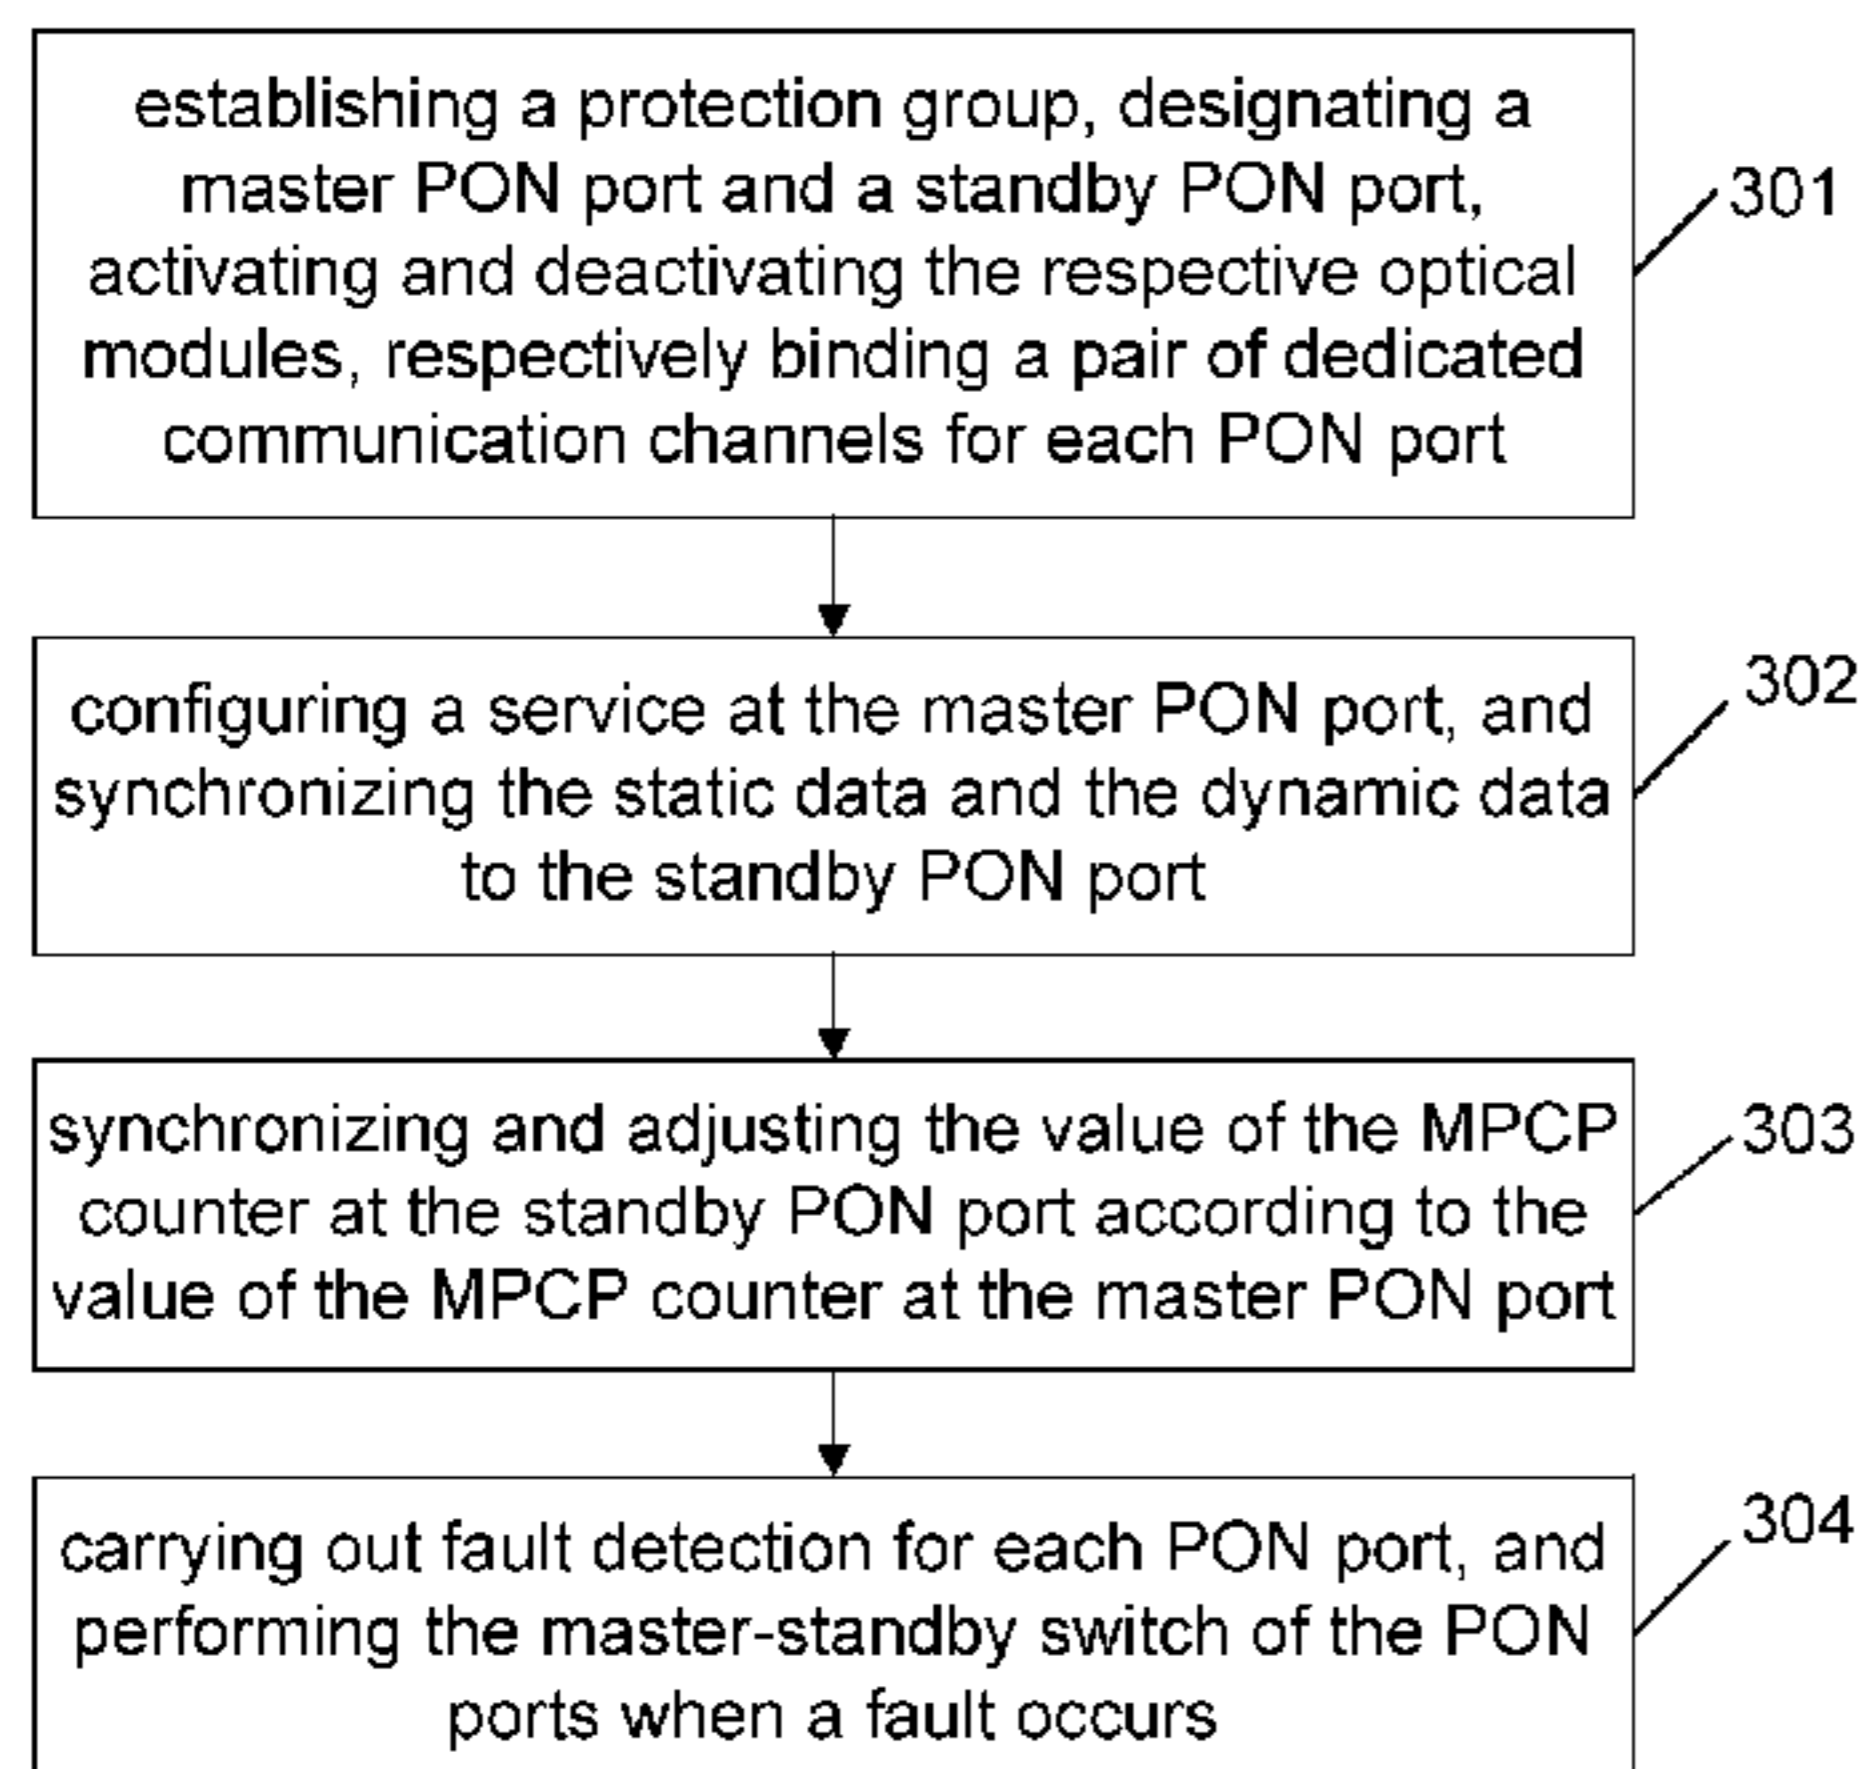 establishing a protection group, designating a
master PON port and a standby PON port,
activating and deactivating the respective optical
modules, respectively binding a pair of dedicated
communication channels for each PON port
301
configuring a service at the master PON port, and
synchronizing the static data and the dynamic data
to the standby PON port
302
synchronizing and adjusting the value of the MPCP
counter at the standby PON port according to the
value of the MPCP counter at the master PON port
303
carrying out fault detection for each PON port, and
performing the master-standby switch of the PON
ports when a fault occurs
304